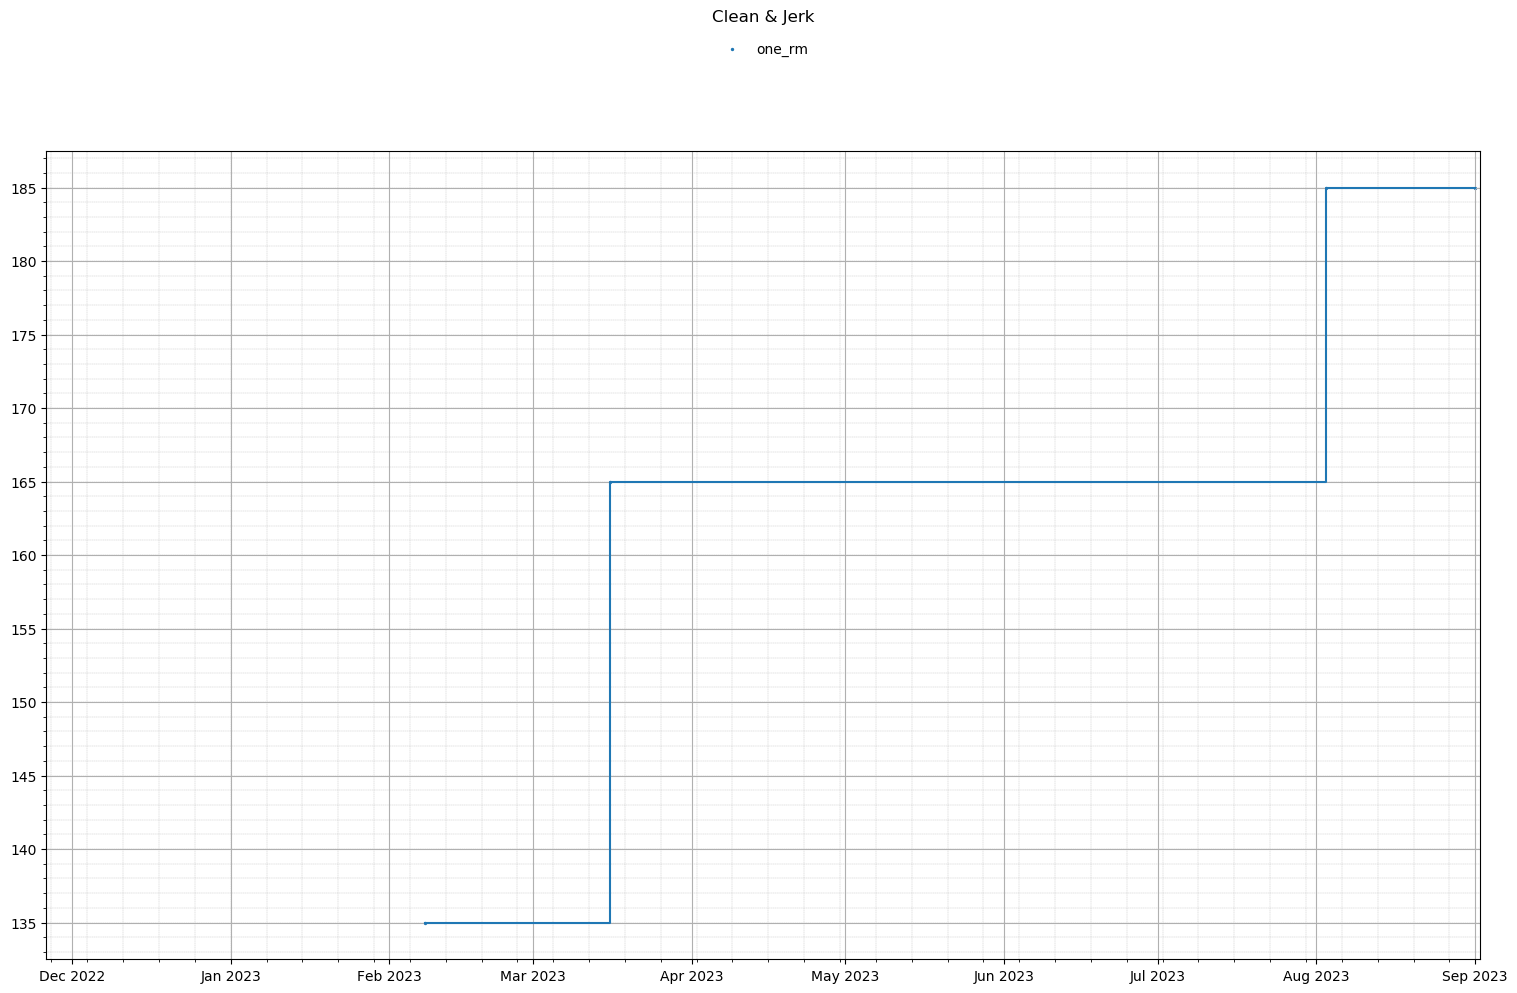 Clean & Jerk
one_rm
185
180
175
170
165
160
155
150
145
140
135
Dec 2022
Jan 2023
Feb 2023
Mar 2023
Apr 2023
May 2023
Jun 2023
Jul 2023
Aug 2023
Sep 2023